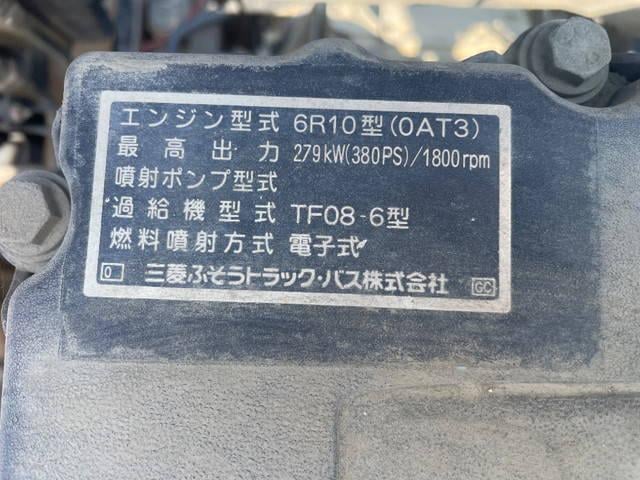 エンジン型式 6R10型(0AT3)
最高出力 279kW(380PS)/1800rpm
噴射ポンプ型式
過給機型式 TF08-6型
燃料噴射方式 電子式
0 三菱ふそうトラック・バス株式会社 GC